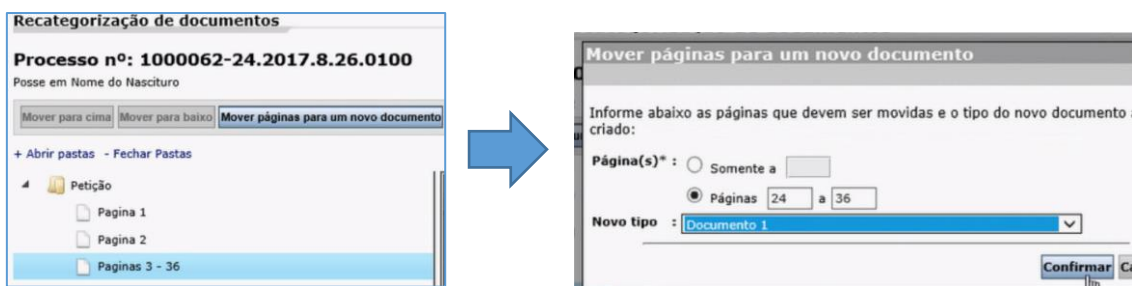 Recategorização de documentos
Processo nº: 1000062-24.2017.8.26.0100
Posse em Nome do Nascituro
Mover para cima Mover para baixo Mover páginas para um novo documento
+ Abrir pastas - Fechar Pastas
Petição
Pagina 1
Pagina 2
Paginas 3 - 36
Mover páginas para um novo documento
Informe abaixo as páginas que devem ser movidas e o tipo do novo documento
criado:
Página(s)* : Somente a
Páginas 24 a 36
Novo tipo : Documento 1
Confirmar